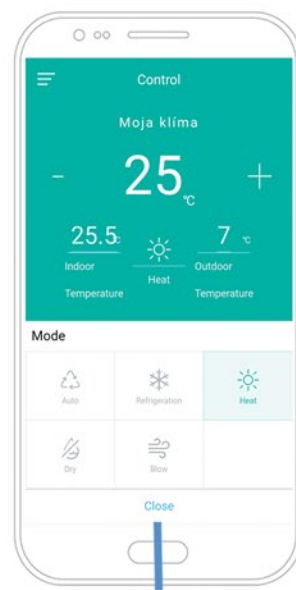 Control
Moja klíma
- 25 °C +
25.5 °C 7 °C
Indoor Temperature
Heat
Outdoor Temperature
Mode
Auto
Refrigeration
Heat
Dry
Blow
Close